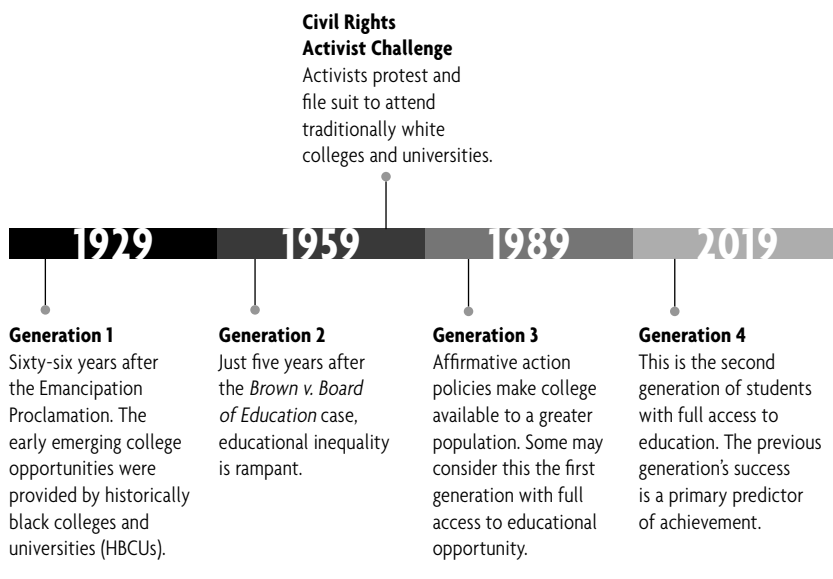 Civil Rights
Activist Challenge
Activists protest and
file suit to attend
traditionally white
colleges and universities.
1929
1959
1989
2019
Generation 1
Sixty-six years after
the Emancipation
Proclamation. The
early emerging college
opportunities were
provided by historically
black colleges and
universities (HBCUs).
Generation 2
Just five years after
the Brown v. Board
of Education case,
educational inequality
is rampant.
Generation 3
Affirmative action
policies make college
available to a greater
population. Some may
consider this the first
generation with full
access to educational
opportunity.
Generation 4
This is the second
generation of students
with full access to
education. The previous
generation's success
is a primary predictor
of achievement.